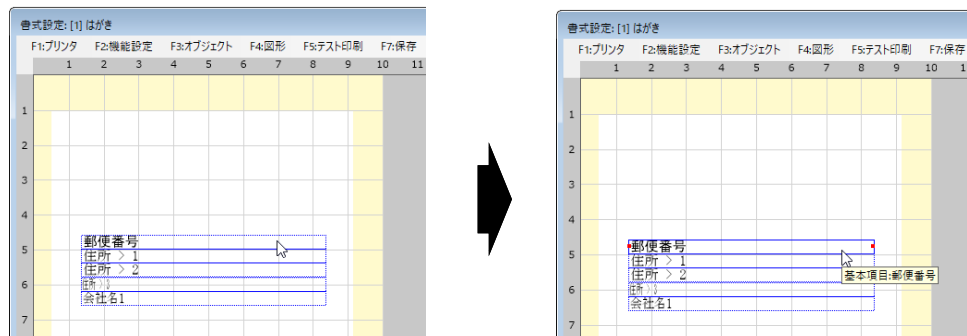 書式設定: [1] はがき
F1:プリンタ F2:機能設定 F3:オブジェクト F4:図形 F5:テスト印刷 F7:保存
1 2 3 4 5 6 7 8 9 10 11
1
2
3
4
5
6
7
郵便番号
住所 > 1
住所 > 2
住所 > 3
会社名1
書式設定: [1] はがき
F1:プリンタ F2:機能設定 F3:オブジェクト F4:図形 F5:テスト印刷 F7:保存
1 2 3 4 5 6 7 8 9 10 1
1
2
3
4
5
6
7
郵便番号
住所 > 1
住所 > 2
住所 > 3
会社名1
基本項目:郵便番号